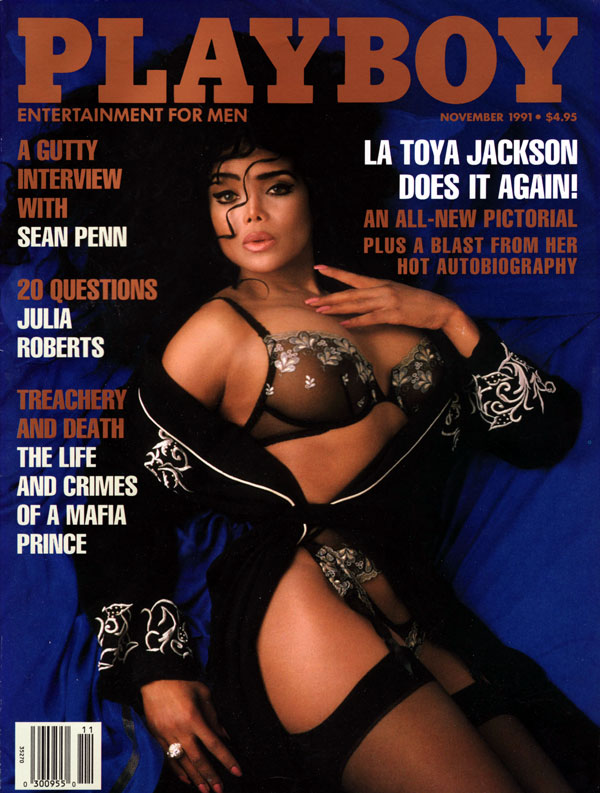 PLAYBOY
ENTERTAINMENT FOR MEN
NOVEMBER 1991 • $4.95
A GUTTY
INTERVIEW
WITH
SEAN PENN
20 QUESTIONS
JULIA
ROBERTS
TREACHERY
AND DEATH
THE LIFE
AND CRIMES
OF A MAFIA
PRINCE
LA TOYA JACKSON
DOES IT AGAIN!
AN ALL-NEW PICTORIAL
PLUS A BLAST FROM HER
HOT AUTOBIOGRAPHY
11
35270
0 300955 0